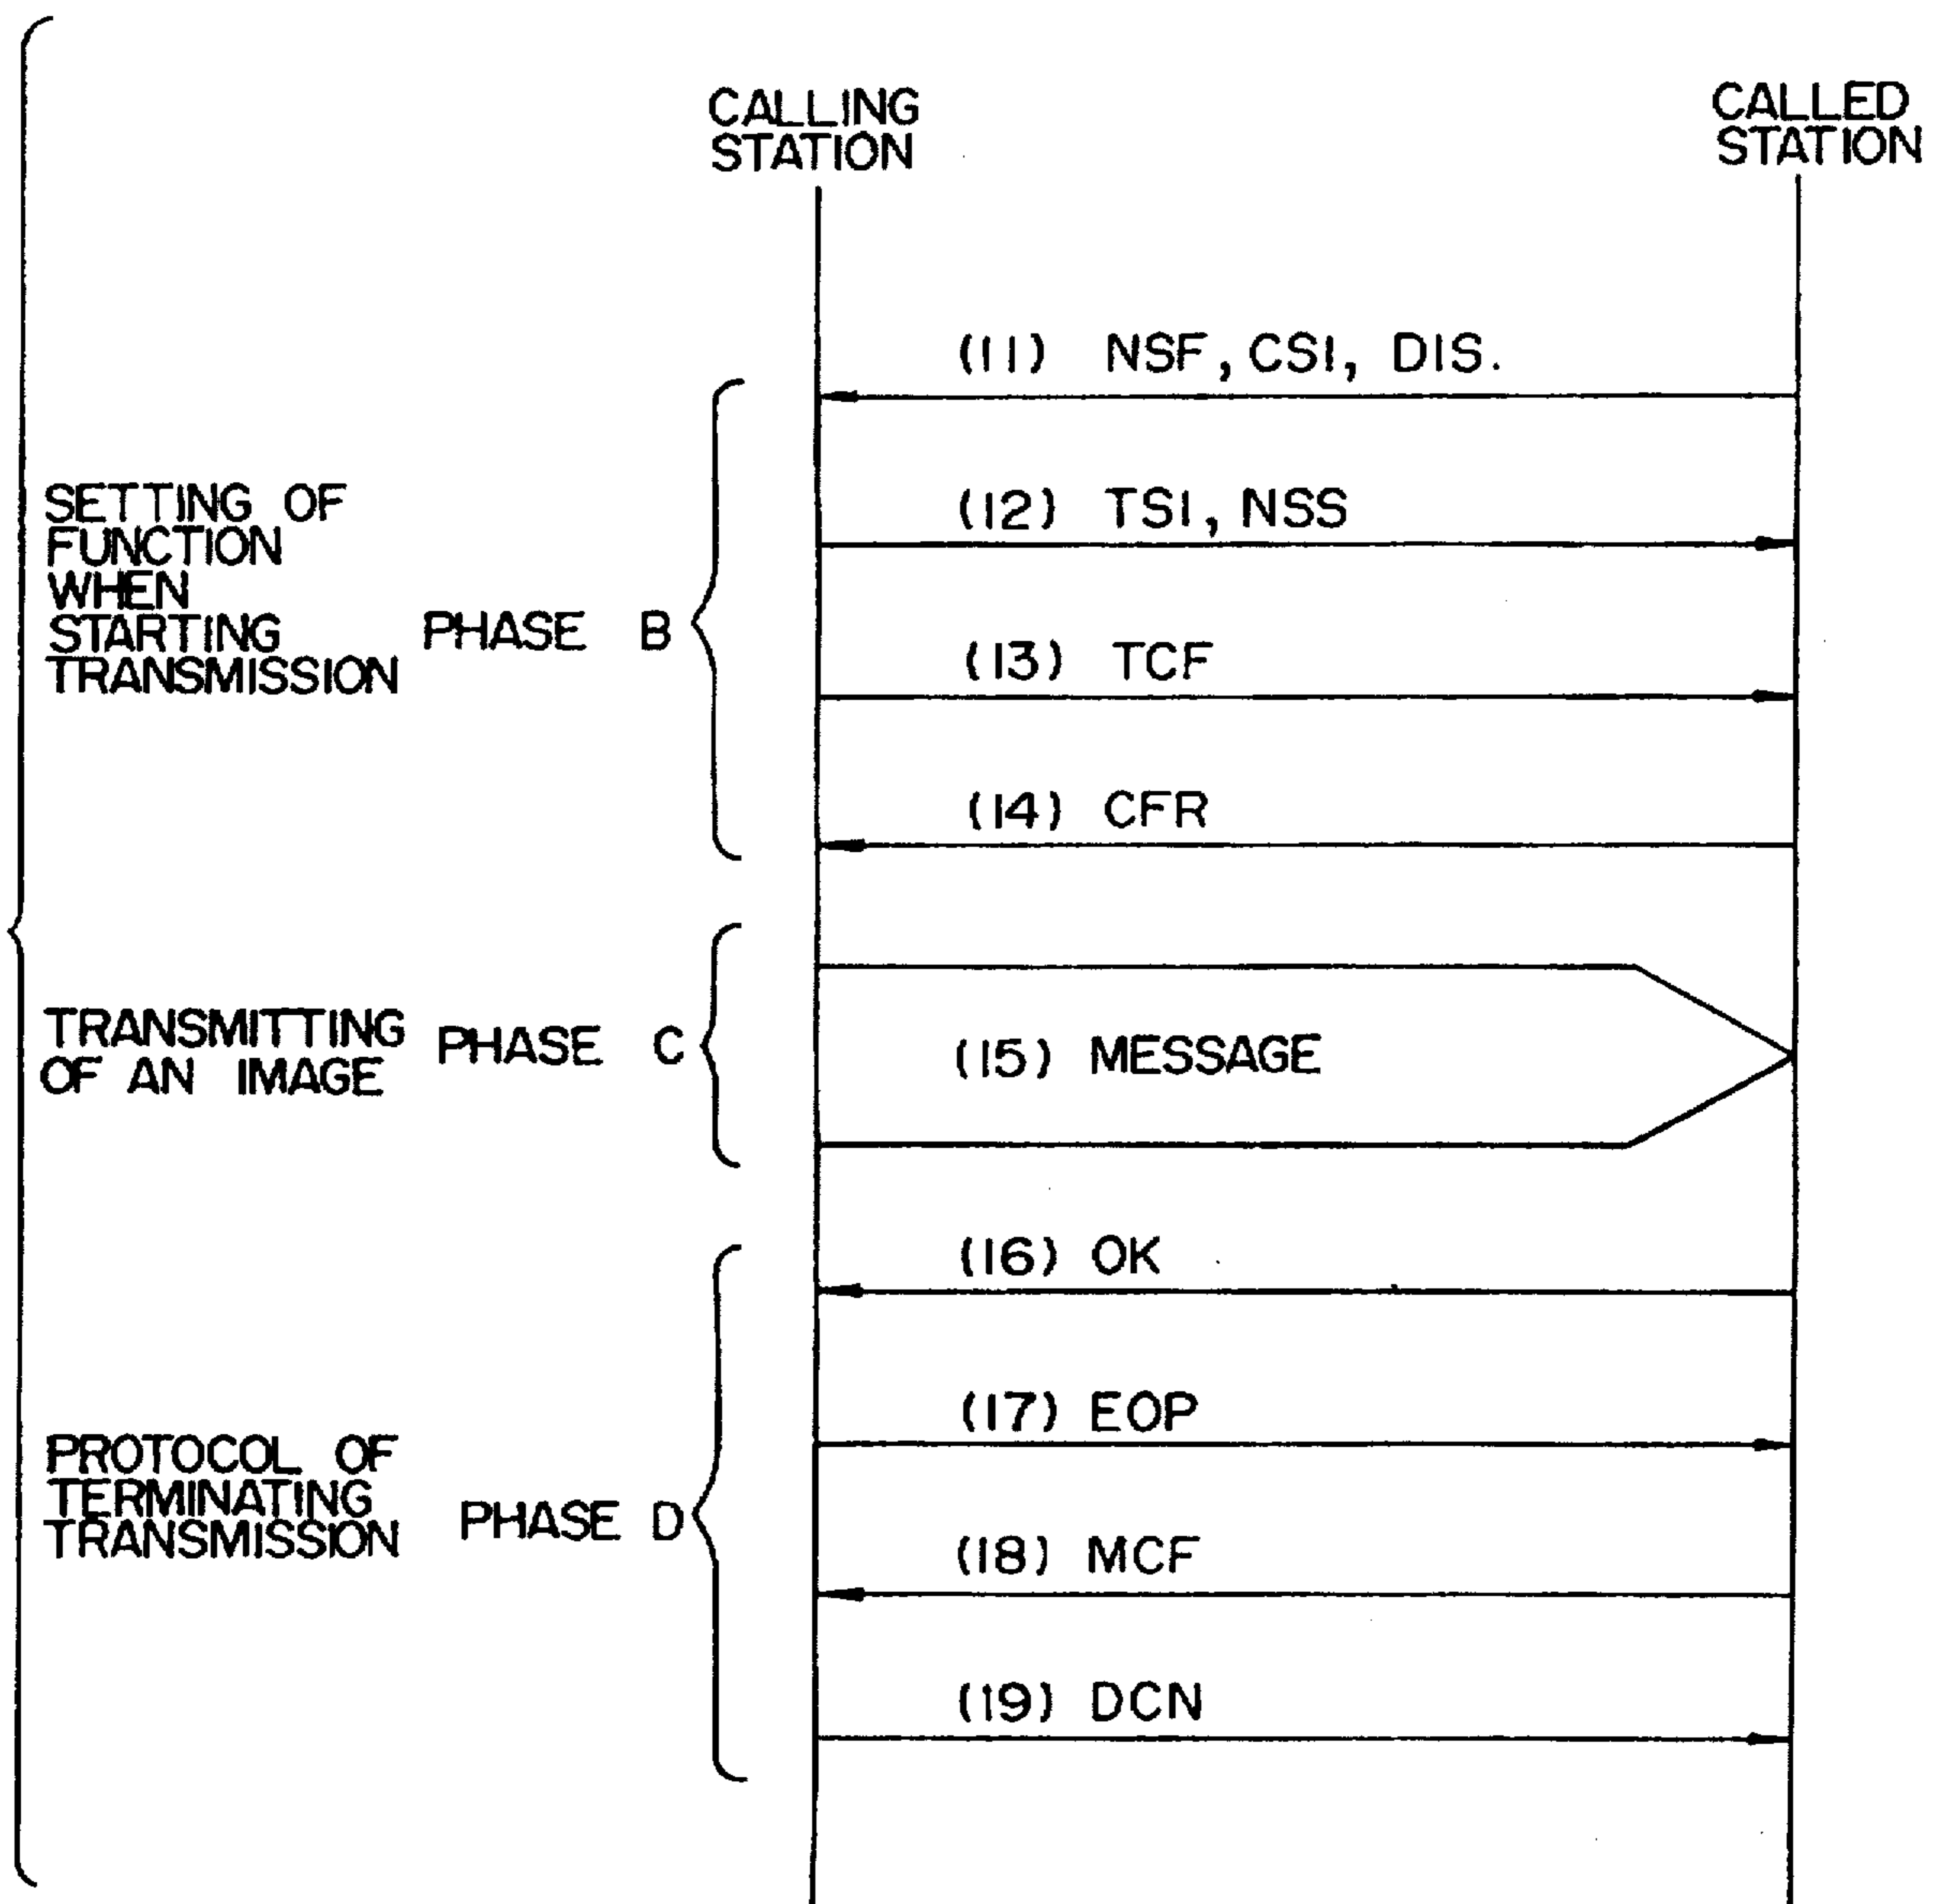 CALLING
STATION
CALLED
STATION
(11) NSF, CSI, DIS.
SETTING OF
FUNCTION
WHEN
STARTING
TRANSMISSION
PHASE B
(12) TSI, NSS
(13) TCF
(14) CFR
TRANSMITTING
OF AN IMAGE
PHASE C
(15) MESSAGE
(16) OK
PROTOCOL OF
TERMINATING
TRANSMISSION
PHASE D
(17) EOP
(18) MCF
(19) DCN